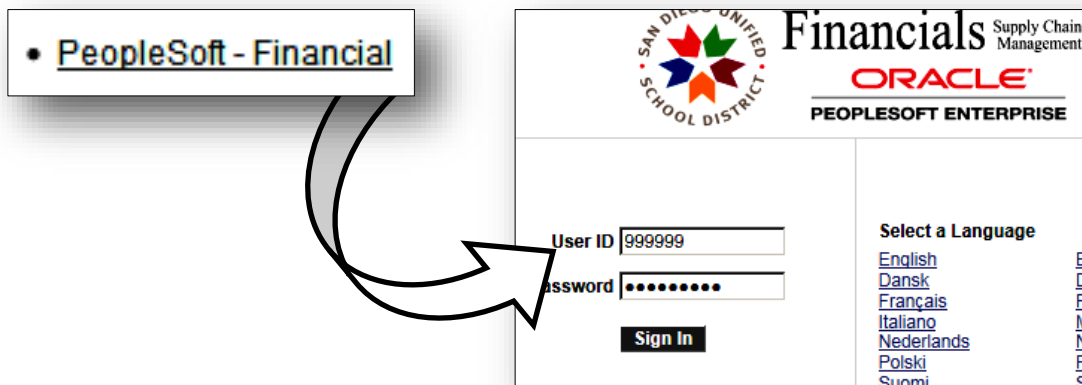 • PeopleSoft - Financial
SAN DIEGO UNIFIED
SCHOOL DISTRICT
Financials Supply Chain
Management
ORACLE
PEOPLESOFT ENTERPRISE
User ID 999999
assword •••••••••
Sign In
Select a Language
English
Dansk
Français
Italiano
Nederlands
Polski
Suomi